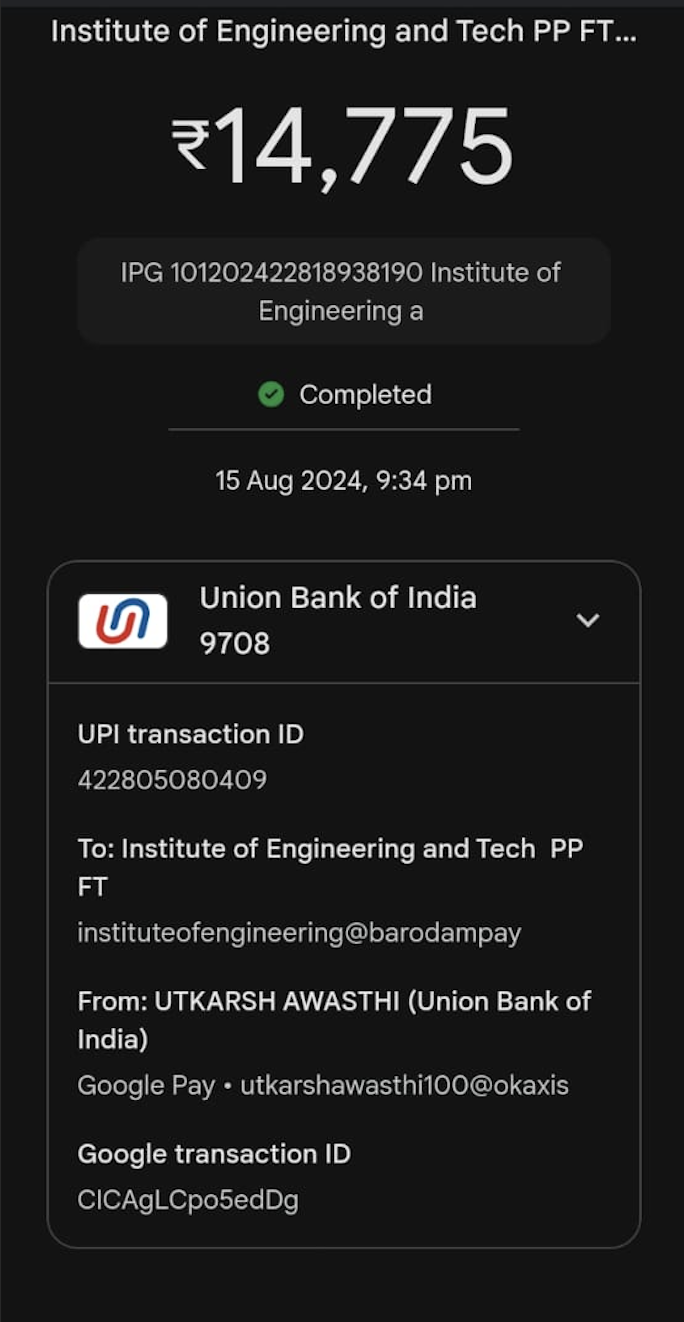 Institute of Engineering and Tech PP FT...
₹14,775
IPG 101202422818938190 Institute of
Engineering a
Completed
15 Aug 2024, 9:34 pm
Union Bank of India
9708
UPI transaction ID
422805080409
To: Institute of Engineering and Tech  PP
FT
instituteofengineering@barodampay
From: UTKARSH AWASTHI (Union Bank of
India)
Google Pay • utkarshawasthi100@okaxis
Google transaction ID
CICAgLCpo5edDg